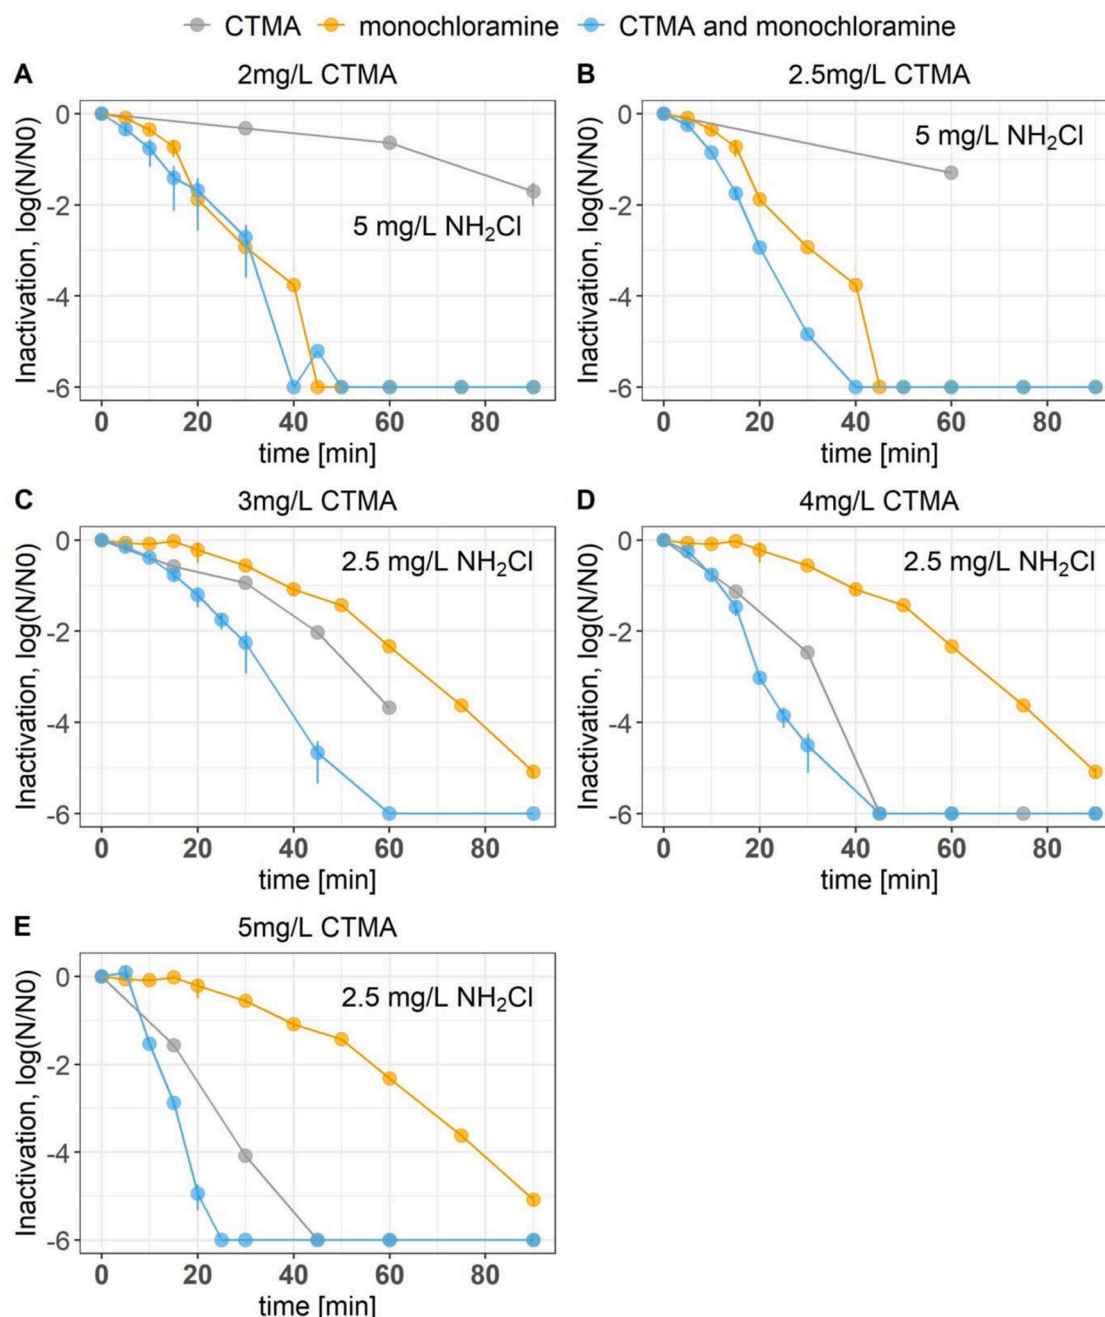 CTMA monochloramine CTMA and monochloramine
A 2mg/L CTMA
Inactivation, log(N/N0)
0
-2
-4
-6
5 mg/L NH₂Cl
0 20 40 60 80
time [min]
B 2.5mg/L CTMA
Inactivation, log(N/N0)
0
-2
-4
-6
5 mg/L NH₂Cl
0 20 40 60 80
time [min]
C 3mg/L CTMA
Inactivation, log(N/N0)
0
-2
-4
-6
2.5 mg/L NH₂Cl
0 20 40 60 80
time [min]
D 4mg/L CTMA
Inactivation, log(N/N0)
0
-2
-4
-6
2.5 mg/L NH₂Cl
0 20 40 60 80
time [min]
E 5mg/L CTMA
Inactivation, log(N/N0)
0
-2
-4
-6
2.5 mg/L NH₂Cl
0 20 40 60 80
time [min]